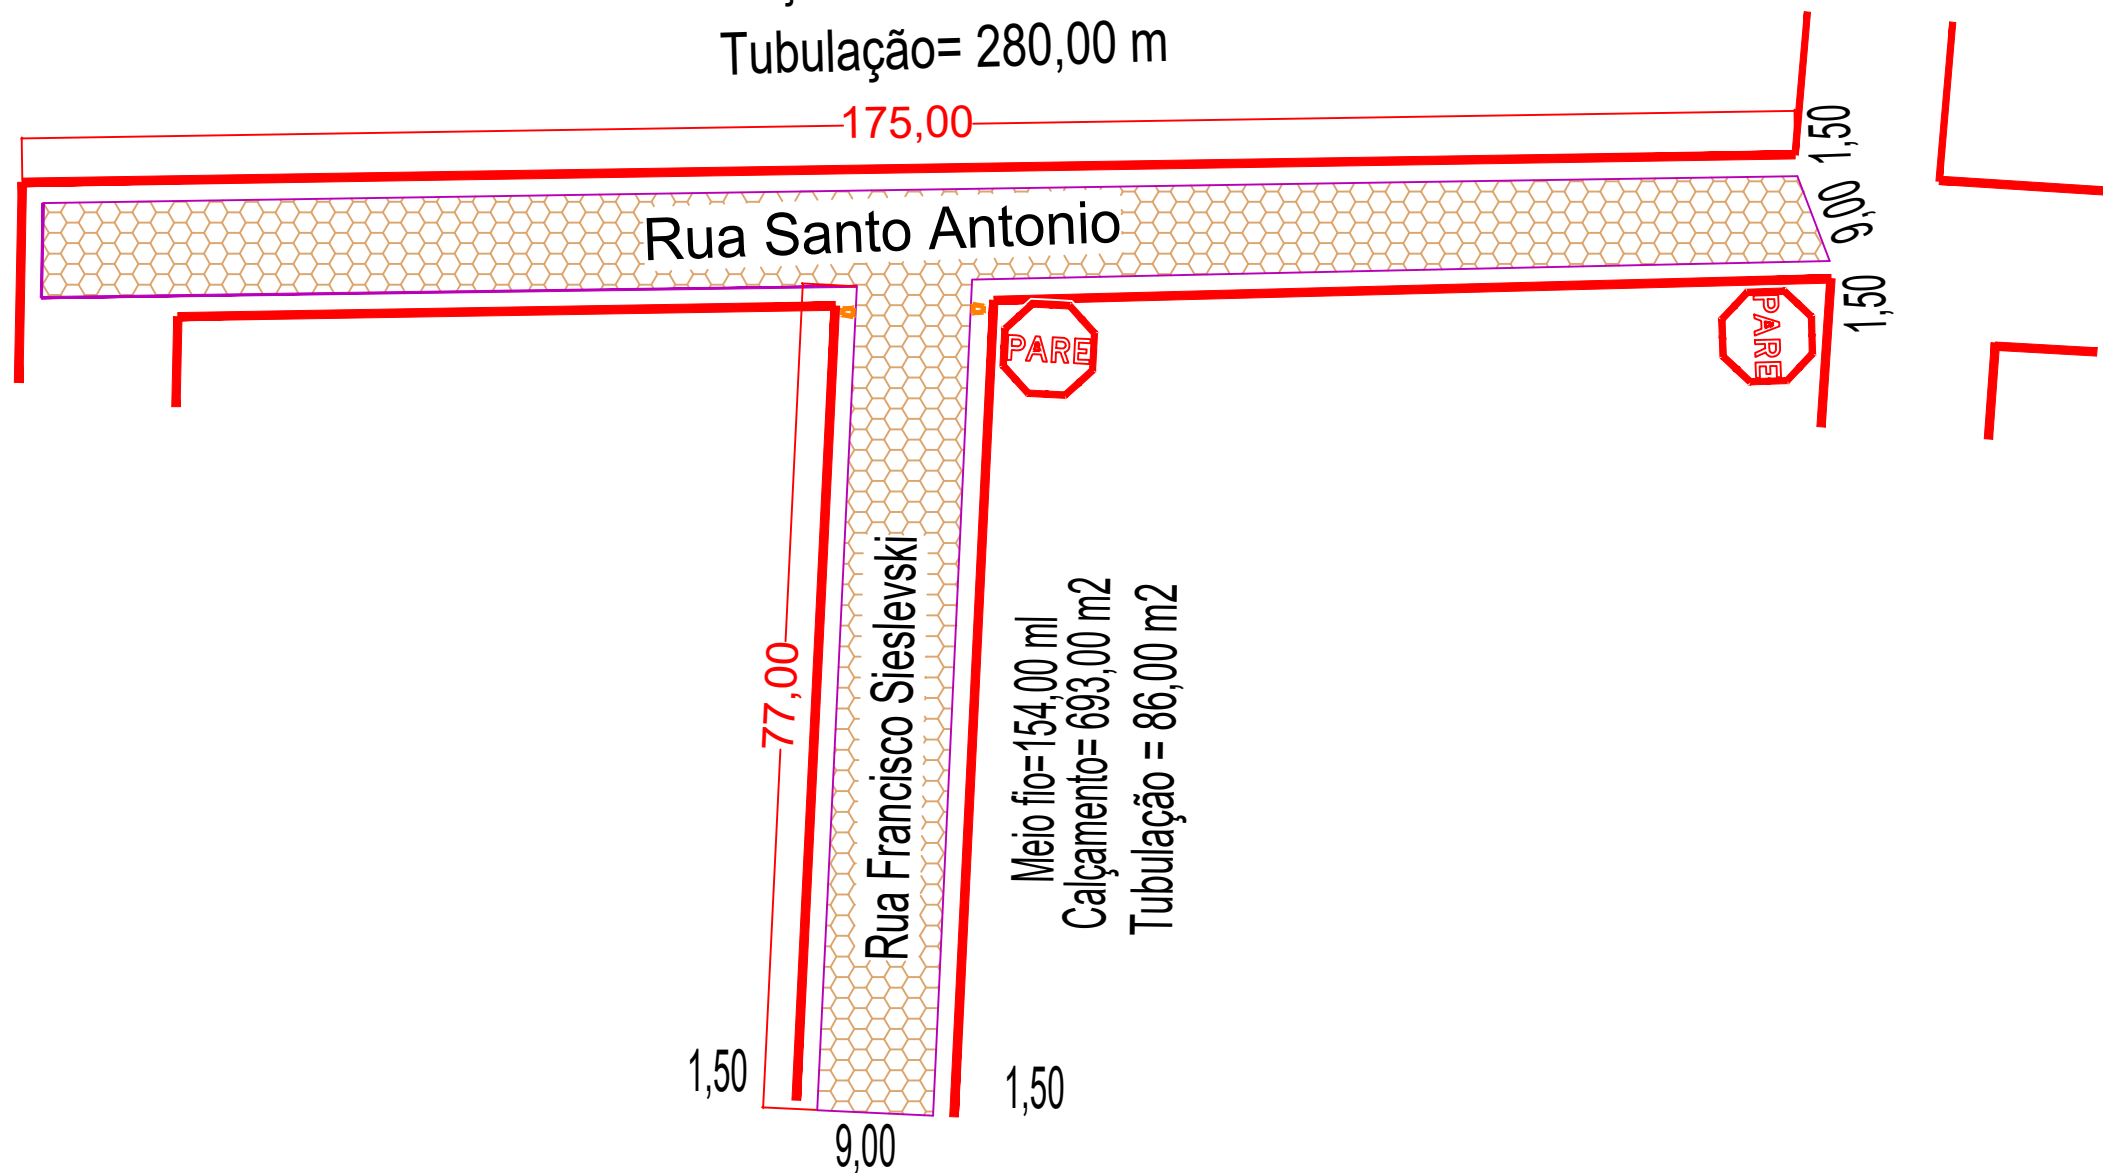 Tubulação= 280,00 m
175,00
1,50
9,00
1,50
Rua Santo Antonio
PARE
PARE
77,00
Rua Francisco Sieslevski
Meio fio=154,00 ml
Calçamento= 693,00 m2
Tubulação = 86,00 m2
1,50
1,50
9,00